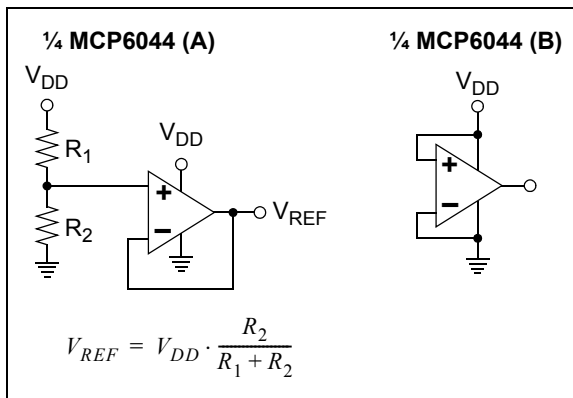 ¼ MCP6044 (A)
V_DD
R_1
R_2
V_DD
+
−
V_REF
V_REF = V_DD · R_2 / (R_1 + R_2)
¼ MCP6044 (B)
V_DD
+
−